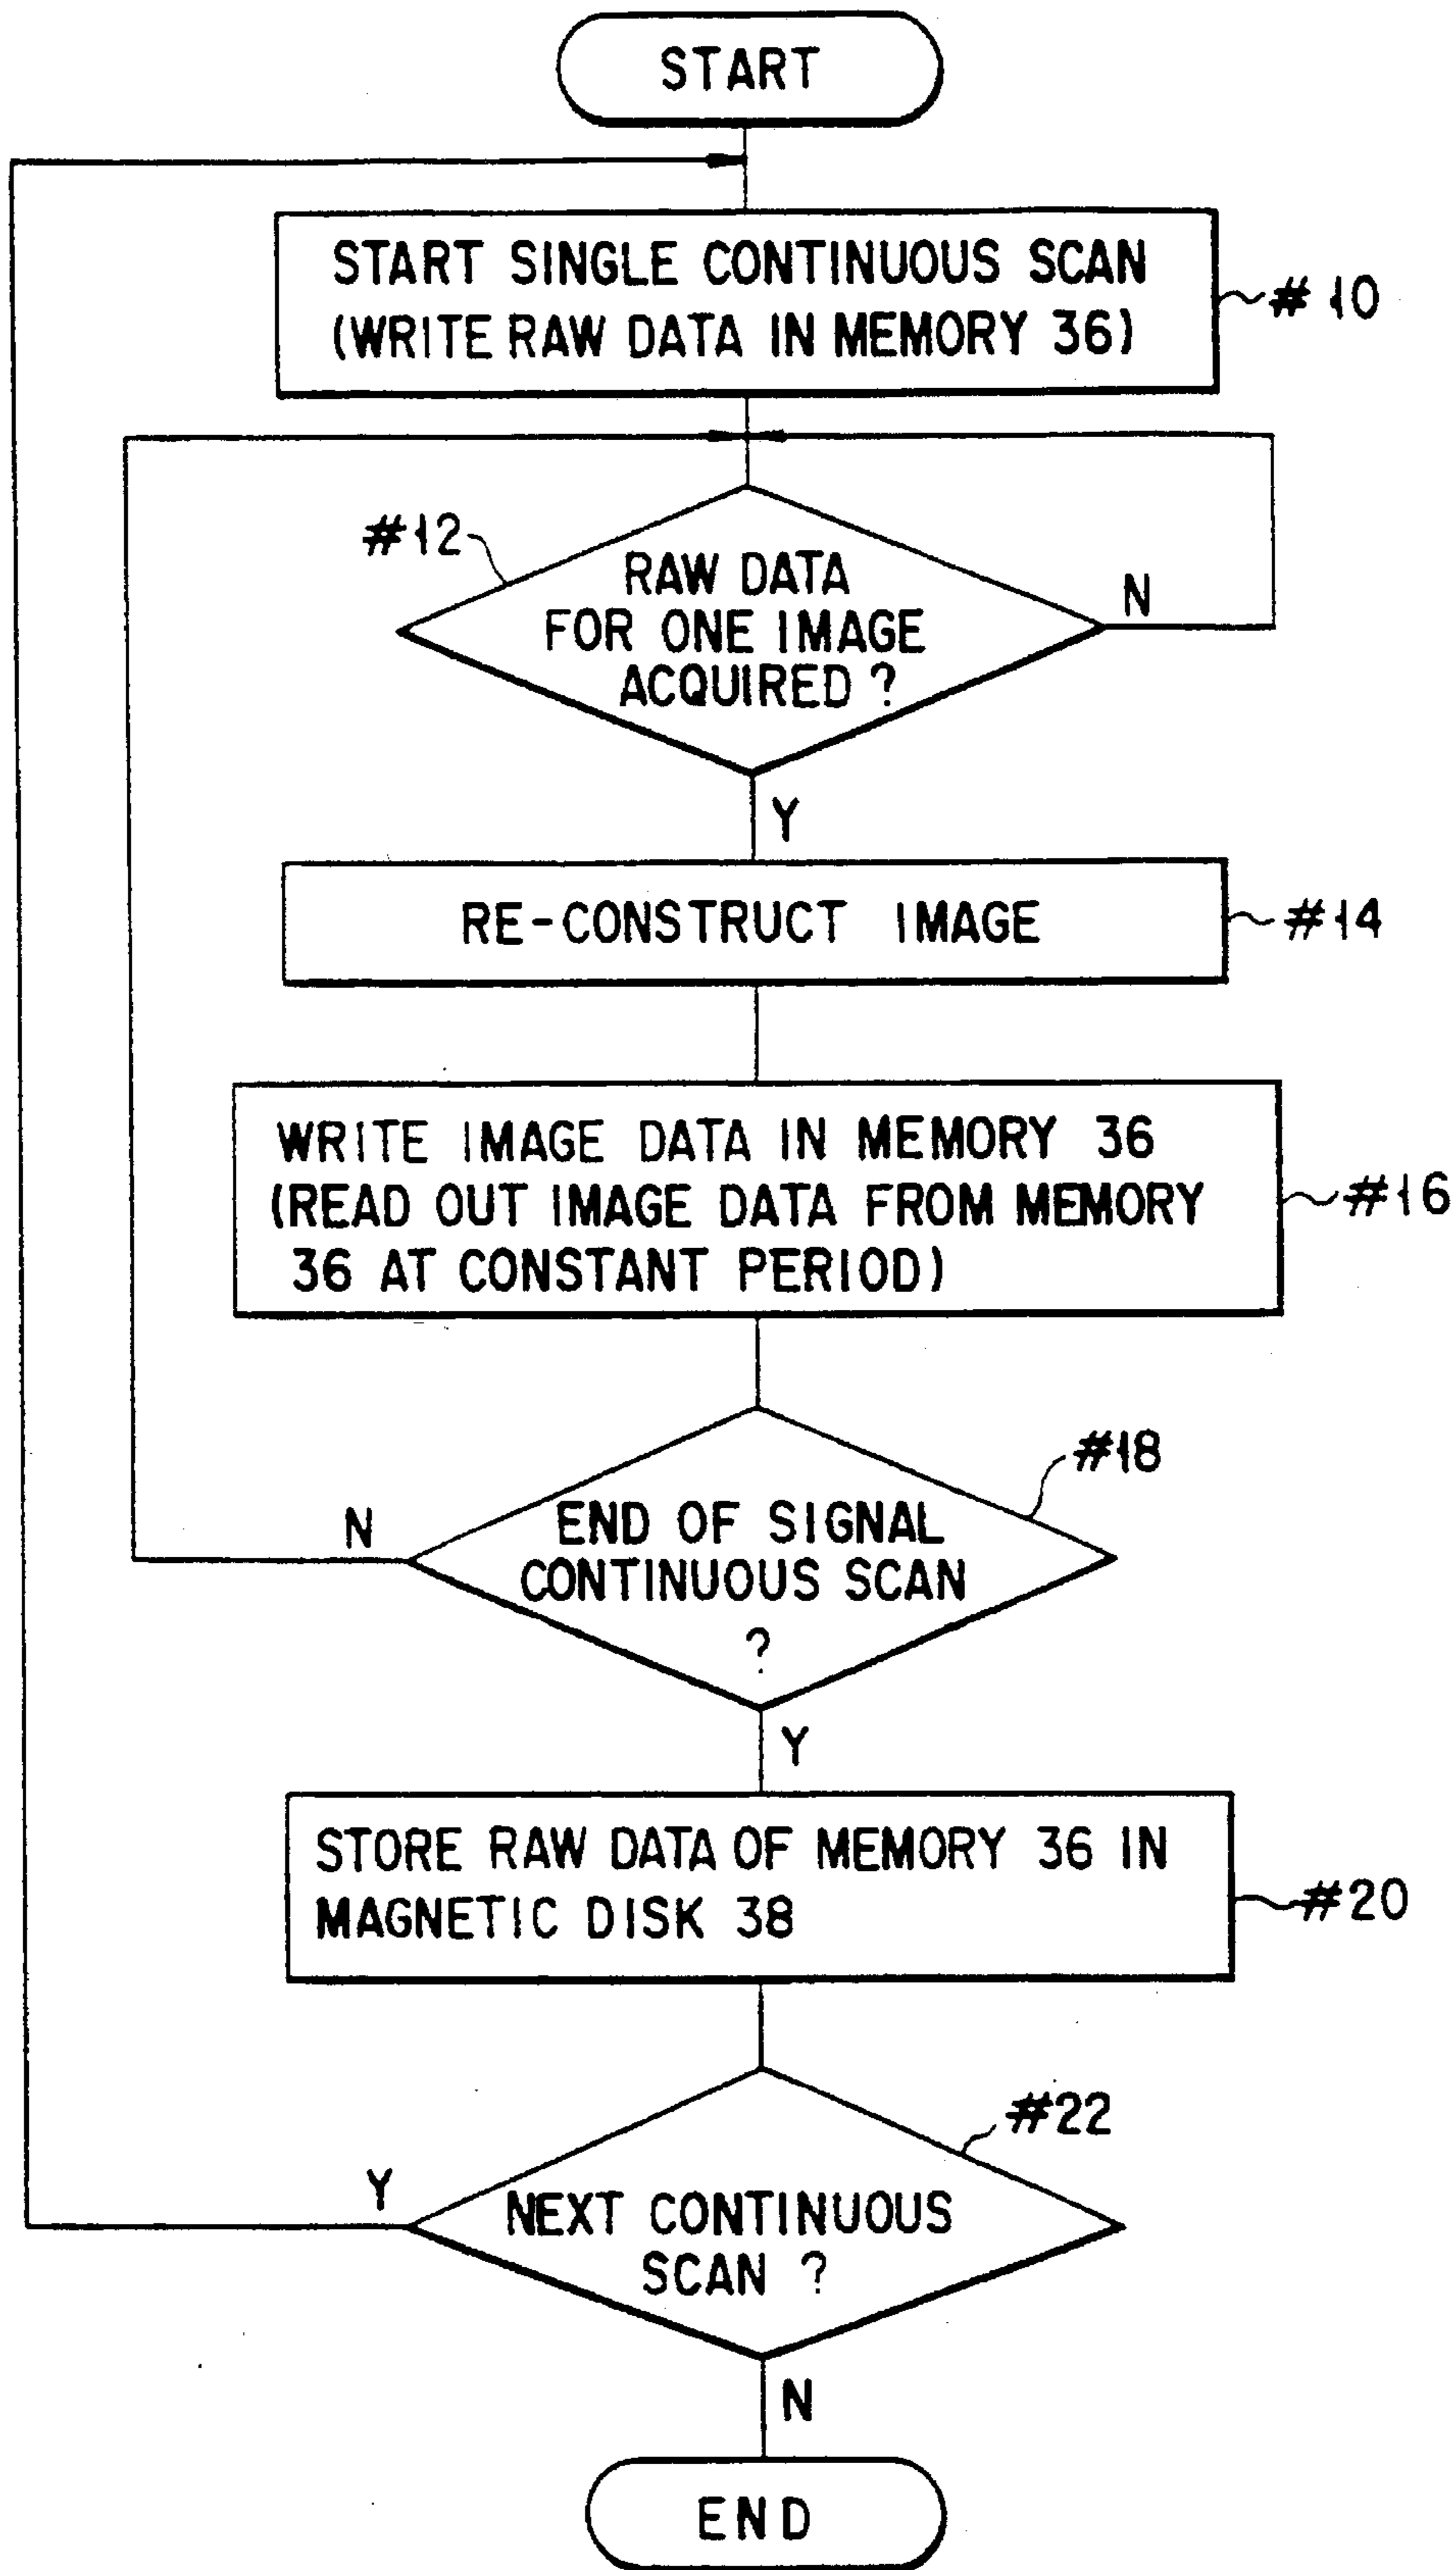 START
START SINGLE CONTINUOUS SCAN
(WRITE RAW DATA IN MEMORY 36)
#10
#12
RAW DATA
FOR ONE IMAGE
ACQUIRED ?
N
Y
RE-CONSTRUCT IMAGE
#14
WRITE IMAGE DATA IN MEMORY 36
(READ OUT IMAGE DATA FROM MEMORY
36 AT CONSTANT PERIOD)
#16
#18
N
END OF SIGNAL
CONTINUOUS SCAN
?
Y
STORE RAW DATA OF MEMORY 36 IN
MAGNETIC DISK 38
#20
#22
Y
NEXT CONTINUOUS
SCAN ?
N
END